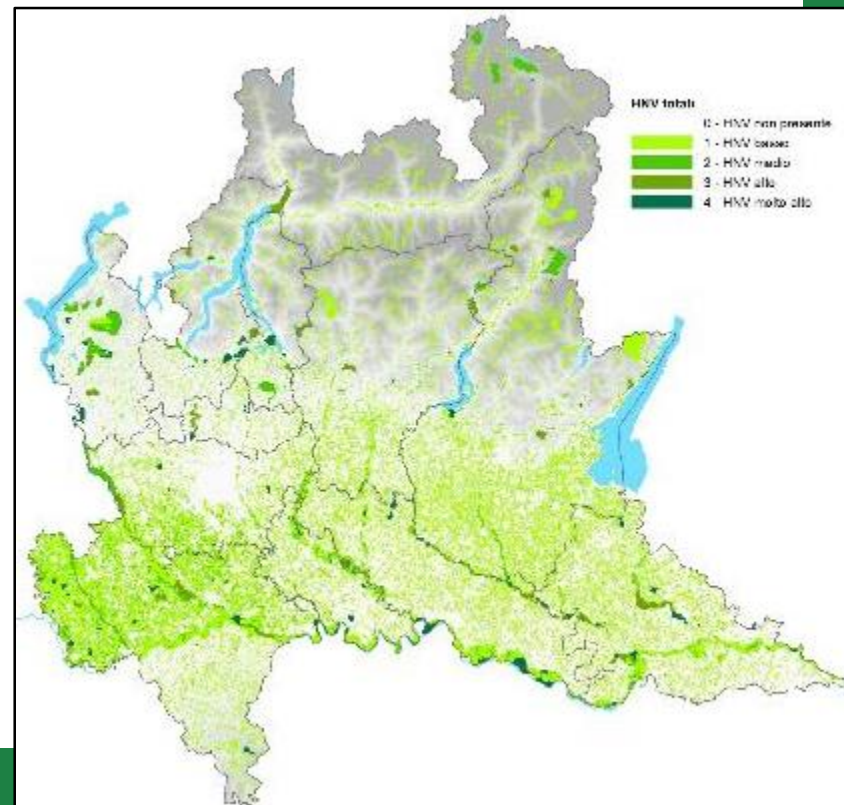 HNV totali
0 - HNV non presente
1 - HNV basso
2 - HNV medio
3 - HNV alto
4 - HNV molto alto